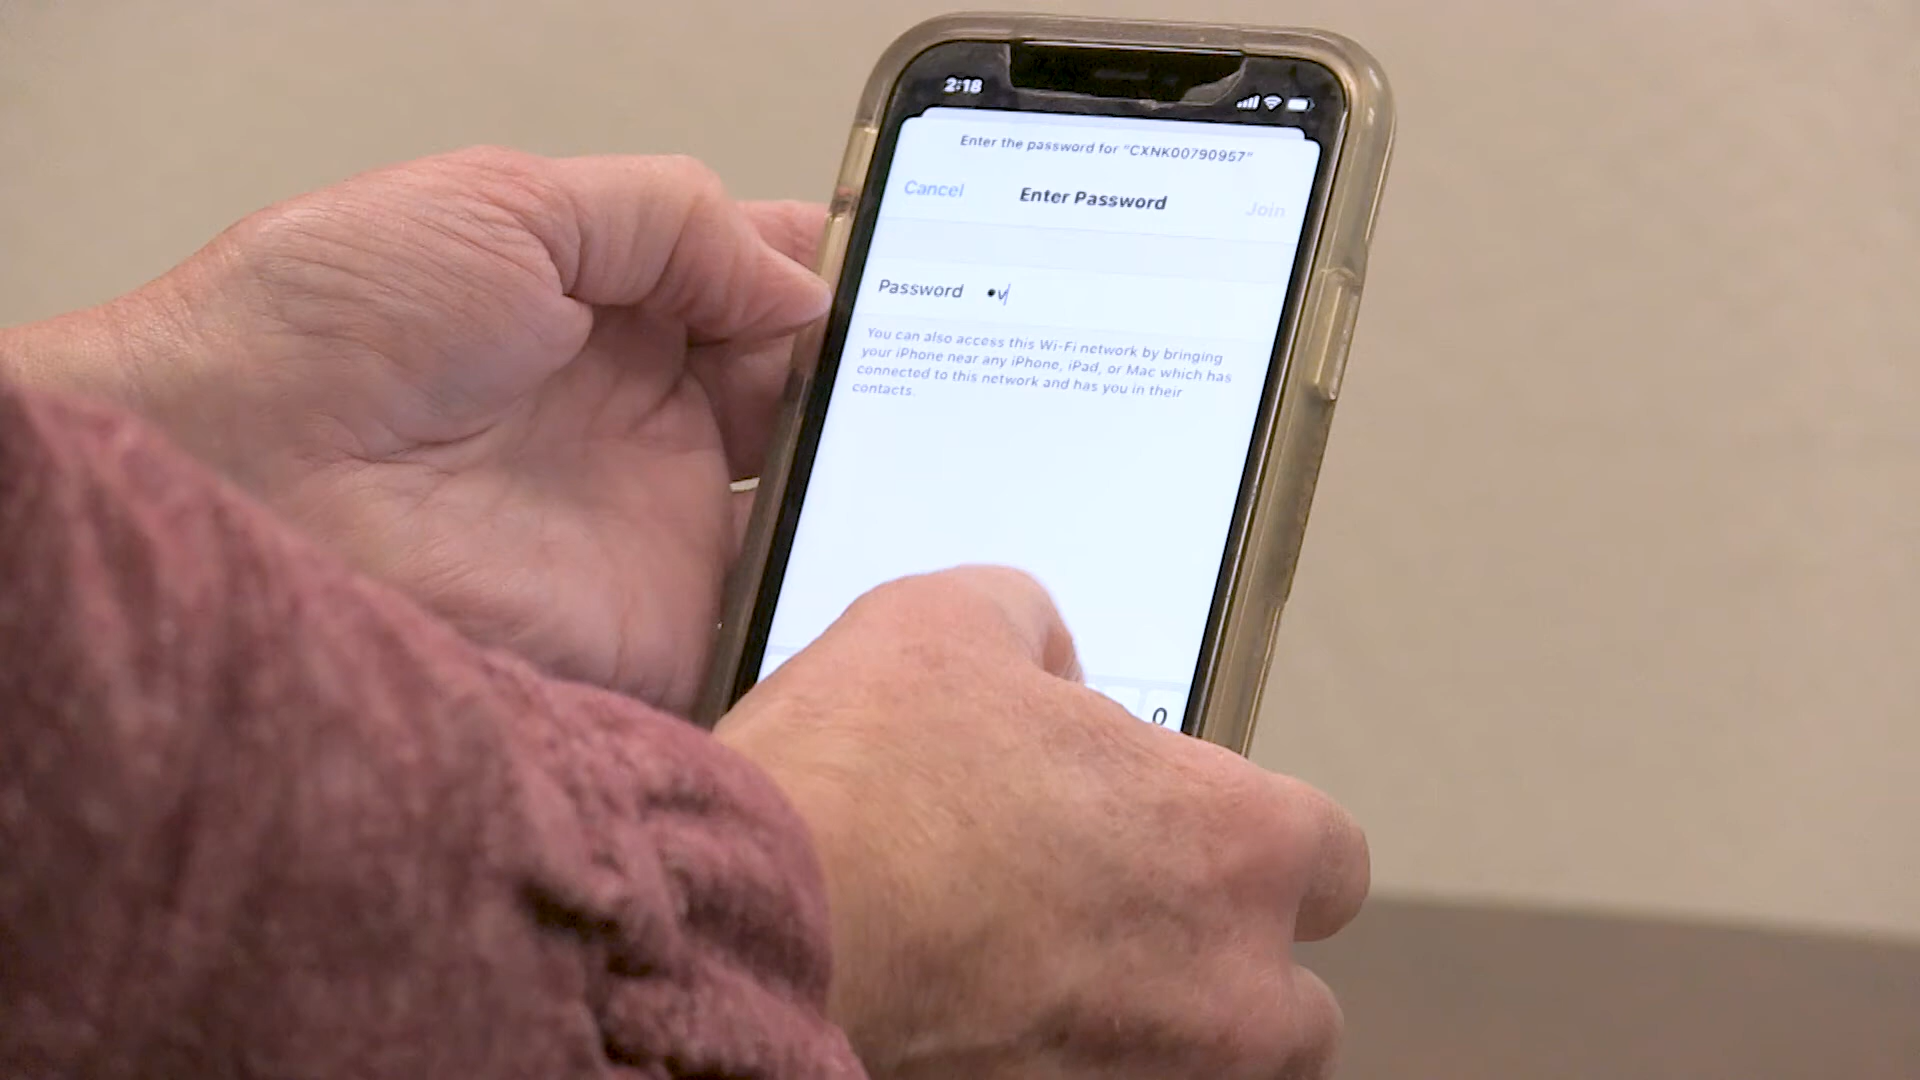 2:18
Enter the password for "CXNK00790957"
Cancel Enter Password Join
Password •v
You can also access this Wi-Fi network by bringing
your iPhone near any iPhone, iPad, or Mac which has
connected to this network and has you in their
contacts.
0